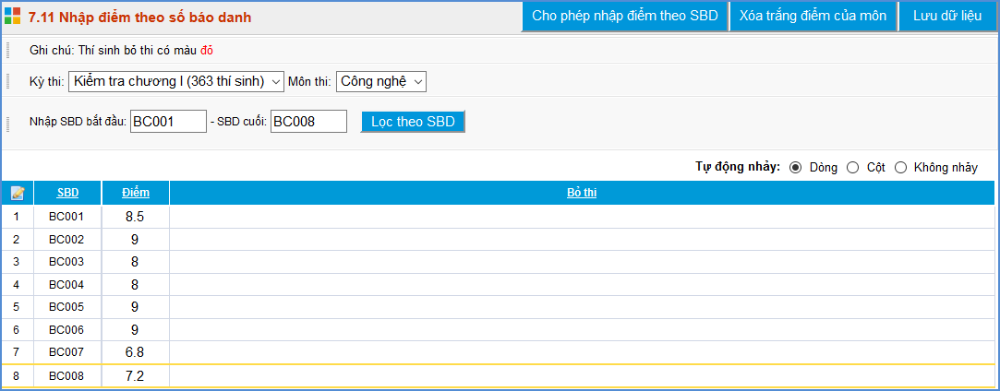 7.11 Nhập điểm theo số báo danh
Cho phép nhập điểm theo SBD
Xóa trắng điểm của môn
Lưu dữ liệu
Ghi chú: Thí sinh bỏ thi có màu đỏ
Kỳ thi: Kiểm tra chương I (363 thí sinh) Môn thi: Công nghệ
Nhập SBD bắt đầu: BC001 - SBD cuối: BC008 Lọc theo SBD
Tự động nhảy: Dòng Cột Không nhảy
SBD Điểm Bỏ thi
1 BC001 8.5
2 BC002 9
3 BC003 8
4 BC004 8
5 BC005 9
6 BC006 9
7 BC007 6.8
8 BC008 7.2